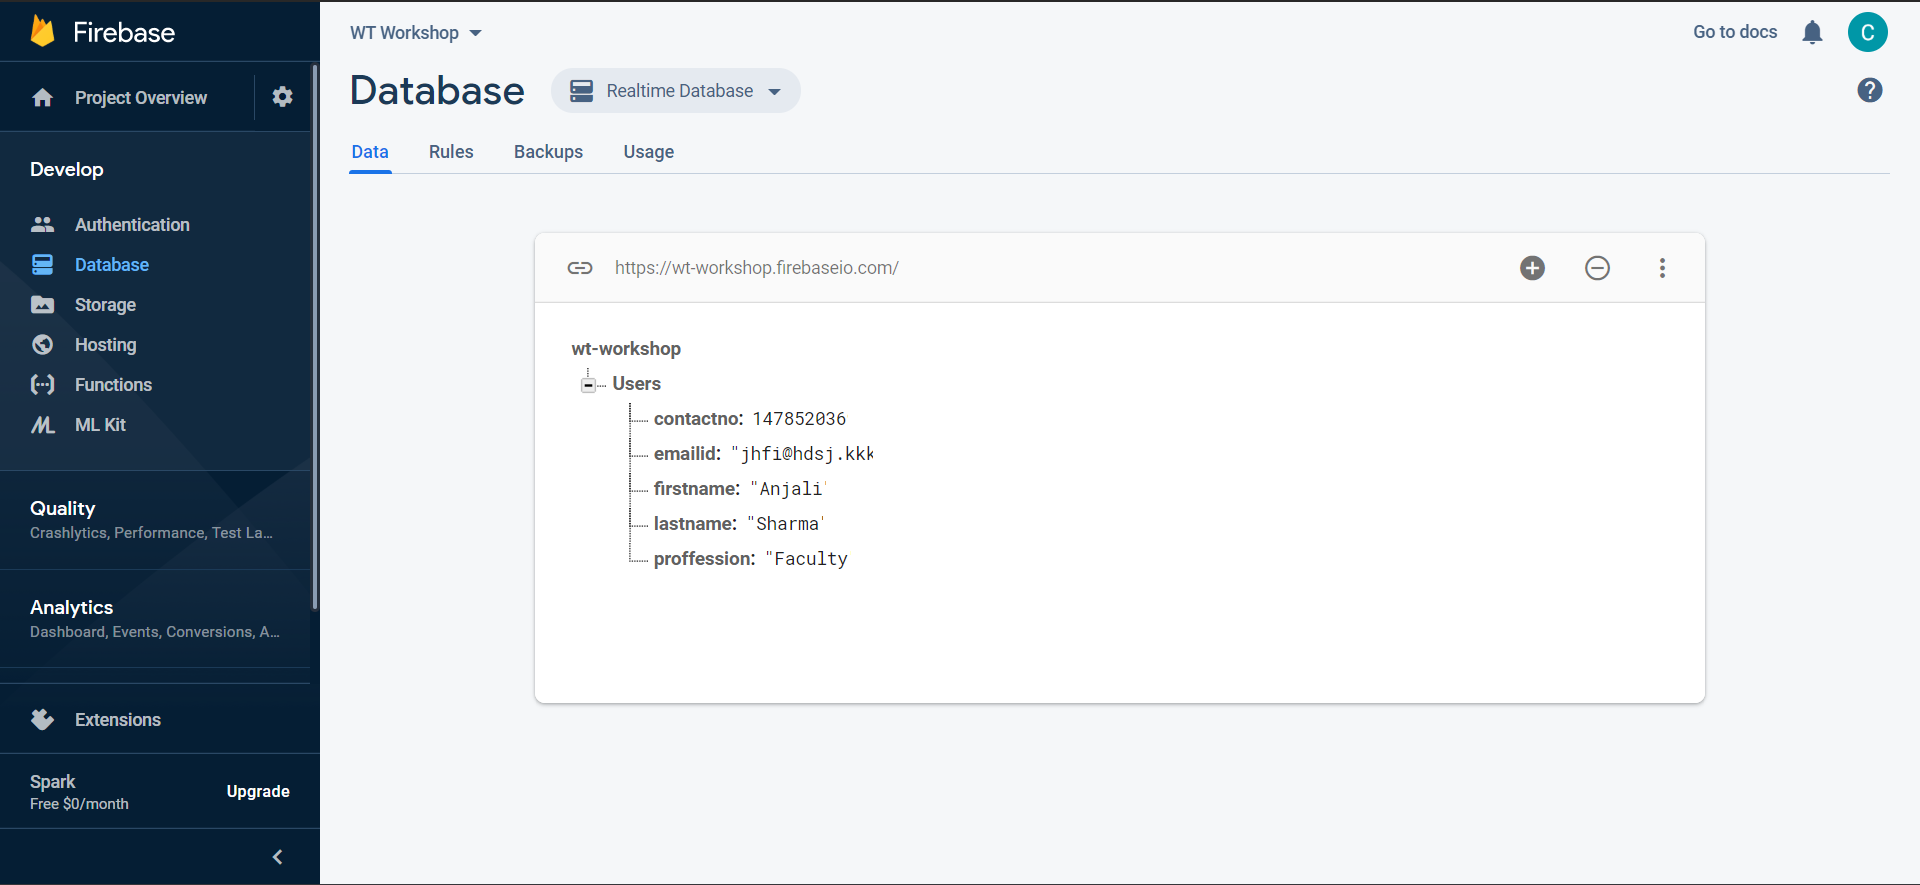 Firebase
Project Overview
Develop
Authentication
Database
Storage
Hosting
Functions
ML Kit
Quality
Crashlytics, Performance, Test La...
Analytics
Dashboard, Events, Conversions, A...
Extensions
Spark
Free $0/month
Upgrade
WT Workshop
Go to docs
C
Database
Realtime Database
Data Rules Backups Usage
https://wt-workshop.firebaseio.com/
wt-workshop
Users
contactno: 147852036
emailid: "jhfi@hdsj.kkk
firstname: "Anjali"
lastname: "Sharma"
proffession: "Faculty